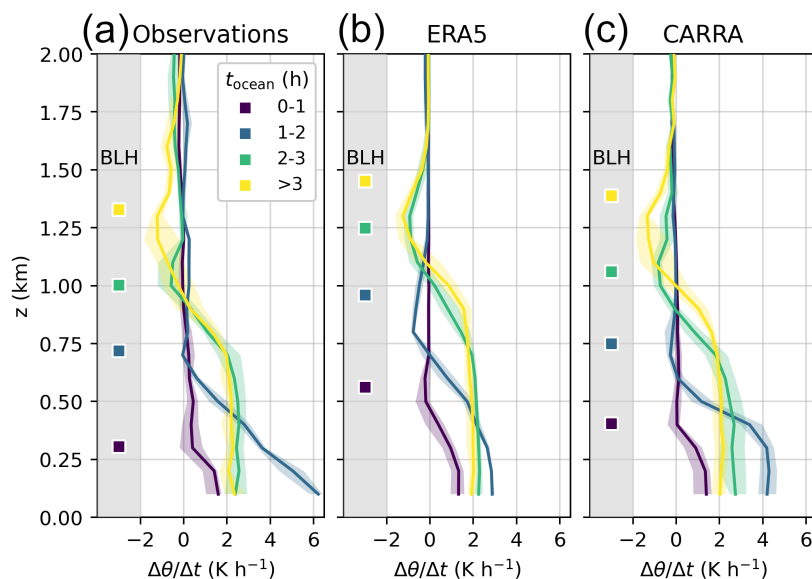 (a) Observations
(b) ERA5
(c) CARRA
z (km)
2.00
1.75
1.50
1.25
1.00
0.75
0.50
0.25
0.00
t_ocean (h)
0-1
1-2
2-3
>3
BLH
BLH
BLH
−2 0 2 4 6
−2 0 2 4 6
−2 0 2 4 6
Δθ/Δt (K h⁻¹)
Δθ/Δt (K h⁻¹)
Δθ/Δt (K h⁻¹)